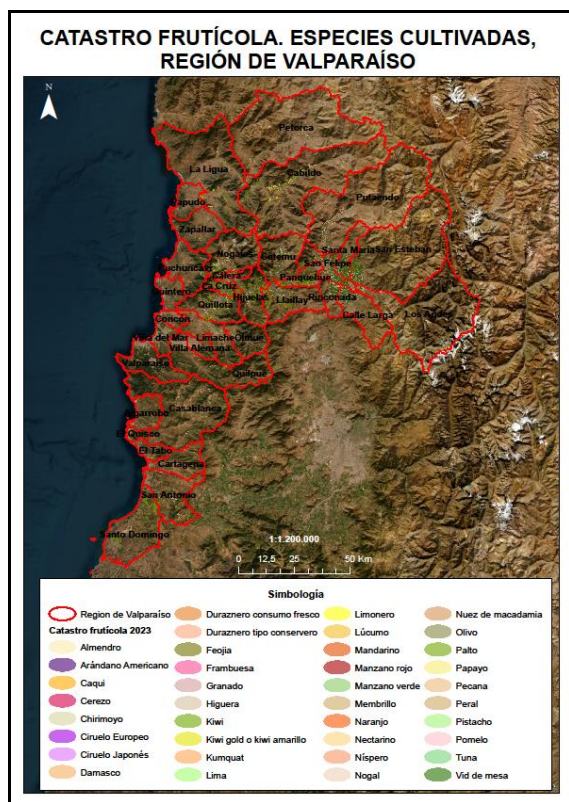 CATASTRO FRUTÍCOLA. ESPECIES CULTIVADAS,
REGIÓN DE VALPARAÍSO
N
Petorca
La Ligua
Cabildo
Putaendo
Papudo
Zapallar
Santa María
San Esteban
Nogales
Catemu
San Felipe
Puchuncaví
Calera
Panquehue
La Cruz
Quintero
Hijuelas
Llaillay
Rinconada
Quillota
Calle Larga
Los Andes
Concón
Viña del Mar
Limache
Olmué
Villa Alemana
Valparaíso
Quilpué
Algarrobo
Casablanca
El Quisco
El Tabo
Cartagena
San Antonio
Santo Domingo
1:1.200.000
0 12,5 25 50 Km
Simbología
Region de Valparaíso
Catastro frutícola 2023
Almendro
Arándano Americano
Caqui
Cerezo
Chirimoyo
Ciruelo Europeo
Ciruelo Japonés
Damasco
Duraznero consumo fresco
Duraznero tipo conservero
Feojia
Frambuesa
Granado
Higuera
Kiwi
Kiwi gold o kiwi amarillo
Kumquat
Lima
Limonero
Lúcumo
Mandarino
Manzano rojo
Manzano verde
Membrillo
Naranjo
Nectarino
Níspero
Nogal
Nuez de macadamia
Olivo
Palto
Papayo
Pecana
Peral
Pistacho
Pomelo
Tuna
Vid de mesa